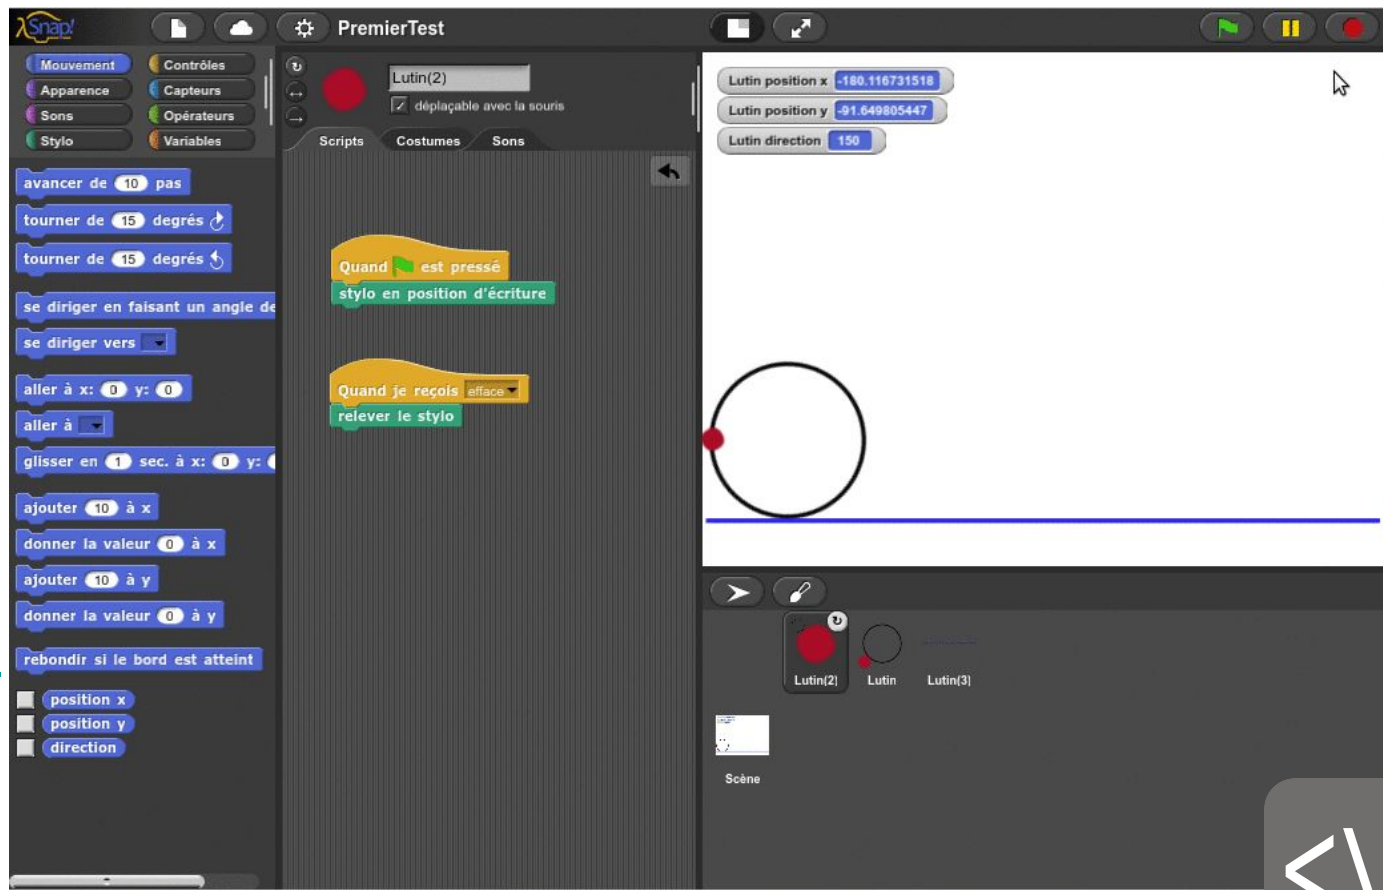 λSnap!
PremierTest
Mouvement
Contrôles
Apparence
Capteurs
Sons
Opérateurs
Stylo
Variables
avancer de 10 pas
tourner de 15 degrés
tourner de 15 degrés
se diriger en faisant un angle de
se diriger vers
aller à x: 0 y: 0
aller à
glisser en 1 sec. à x: 0 y:
ajouter 10 à x
donner la valeur 0 à x
ajouter 10 à y
donner la valeur 0 à y
rebondir si le bord est atteint
position x
position y
direction
Lutin(2)
déplaçable avec la souris
Scripts
Costumes
Sons
Quand est pressé
stylo en position d'écriture
Quand je reçois efface
relever le stylo
Lutin position x -180.116731518
Lutin position y -91.649805447
Lutin direction 150
Lutin(2)
Lutin
Lutin(3)
Scène
<\